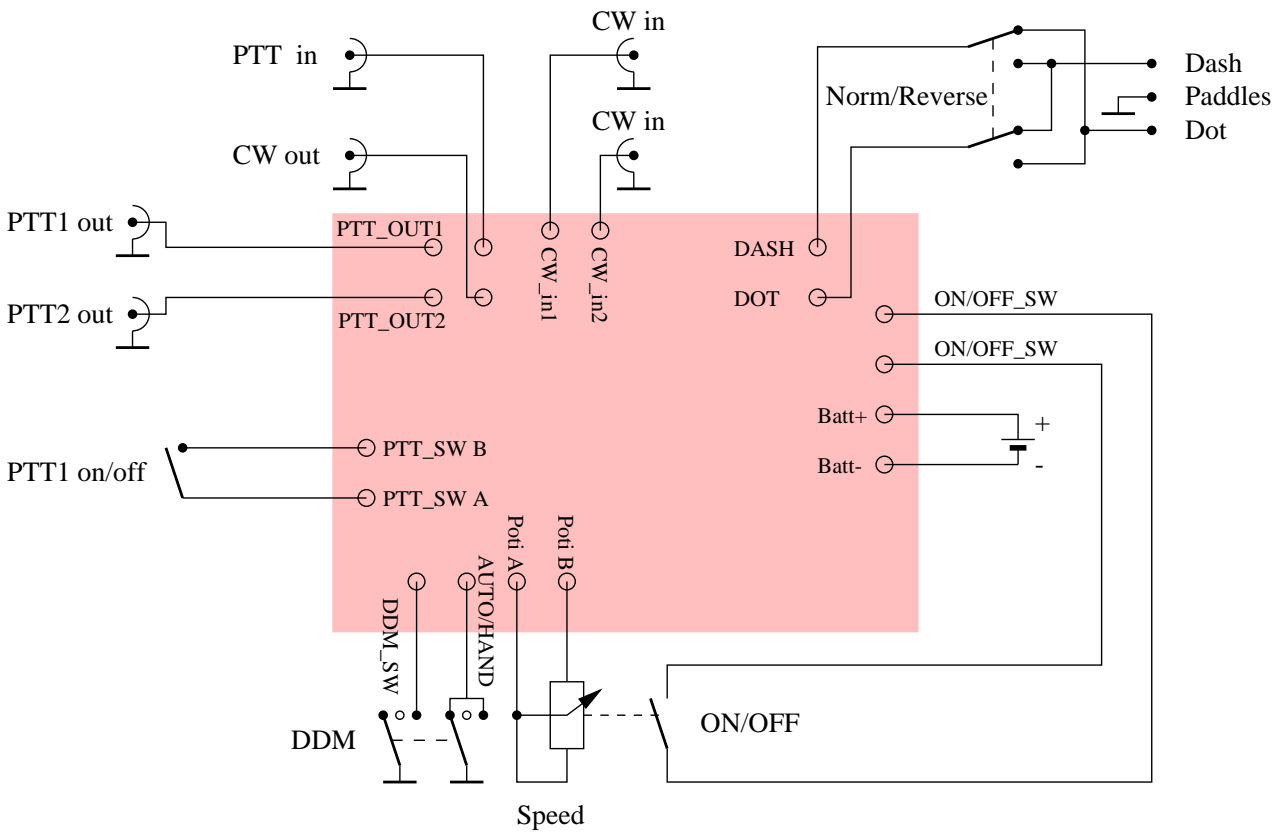 CW in
PTT  in
Dash
Norm/Reverse
Paddles
CW in
Dot
CW out
PTT1 out
PTT_OUT1
DASH
CW_in1
CW_in2
DOT
ON/OFF_SW
PTT2 out
PTT_OUT2
ON/OFF_SW
Batt+
+
PTT_SW B
Batt-
-
PTT1 on/off
PTT_SW A
Poti A
Poti B
AUTO/HAND
DDM_SW
ON/OFF
DDM
Speed